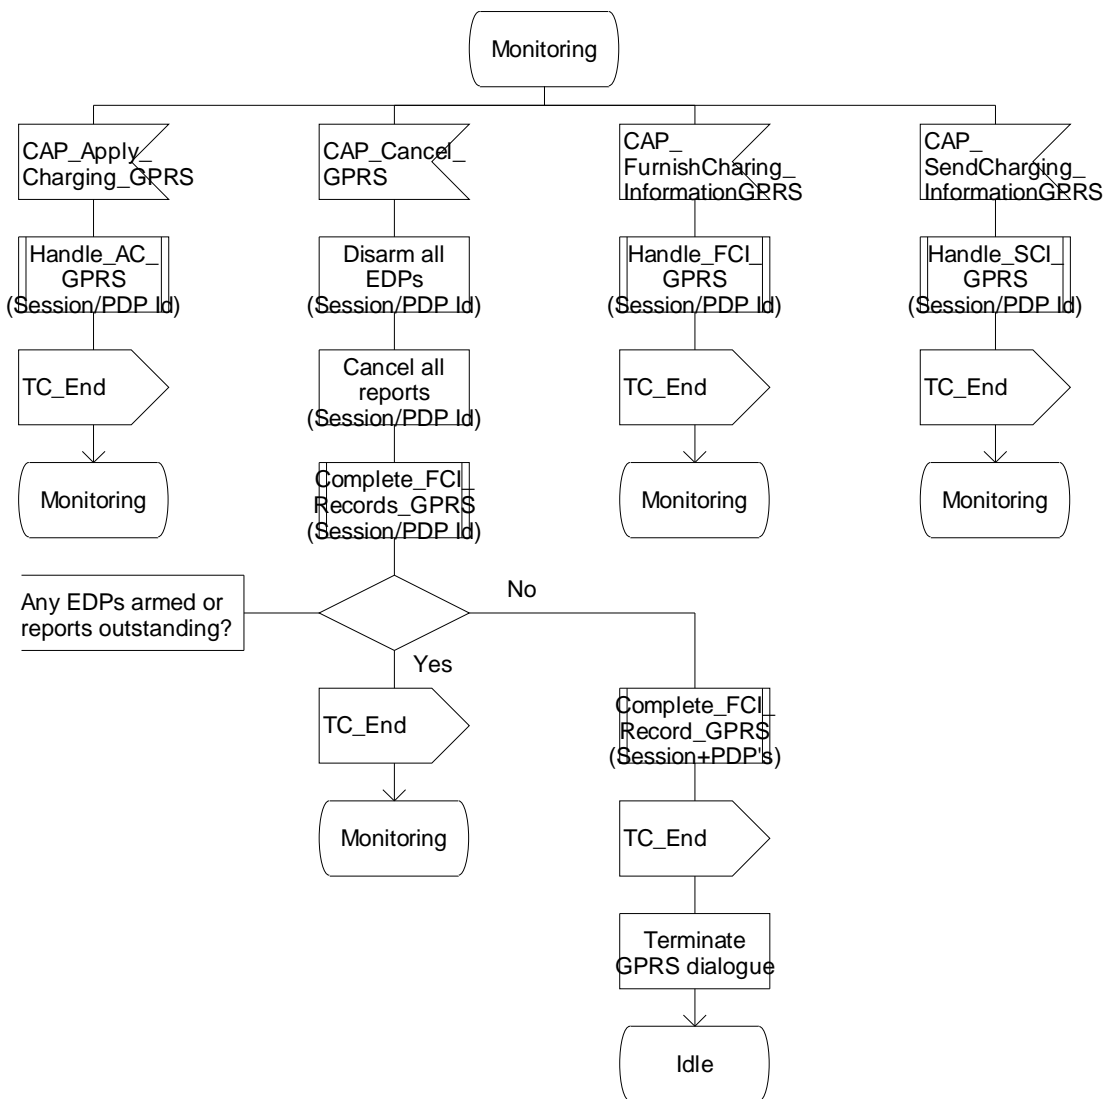 Monitoring
CAP_Apply_
Charging_GPRS
CAP_Cancel_
GPRS
CAP_
FurnishCharing_
InformationGPRS
CAP_
SendCharging_
InformationGPRS
Handle_AC_
GPRS
(Session/PDP Id)
Disarm all
EDPs
(Session/PDP Id)
Handle_FCI_
GPRS
(Session/PDP Id)
Handle_SCI_
GPRS
(Session/PDP Id)
TC_End
Cancel all
reports
(Session/PDP Id)
TC_End
TC_End
Monitoring
Complete_FCI_
Records_GPRS
(Session/PDP Id)
Monitoring
Monitoring
Any EDPs armed or
reports outstanding?
No
Yes
TC_End
Complete_FCI_
Record_GPRS
(Session+PDP's)
Monitoring
TC_End
Terminate
GPRS dialogue
Idle